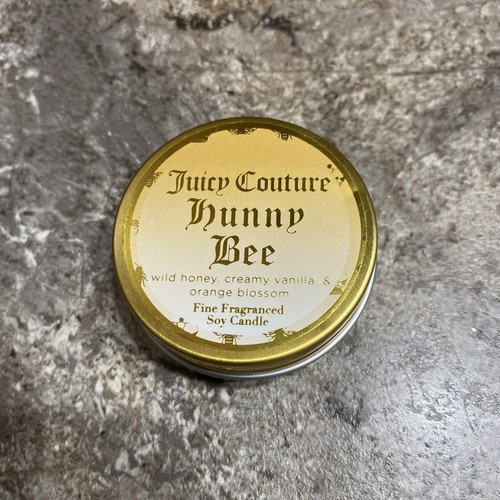 Juicy Couture
Hunny
Bee
wild honey, creamy vanilla, &
orange blossom
Fine Fragranced
Soy Candle